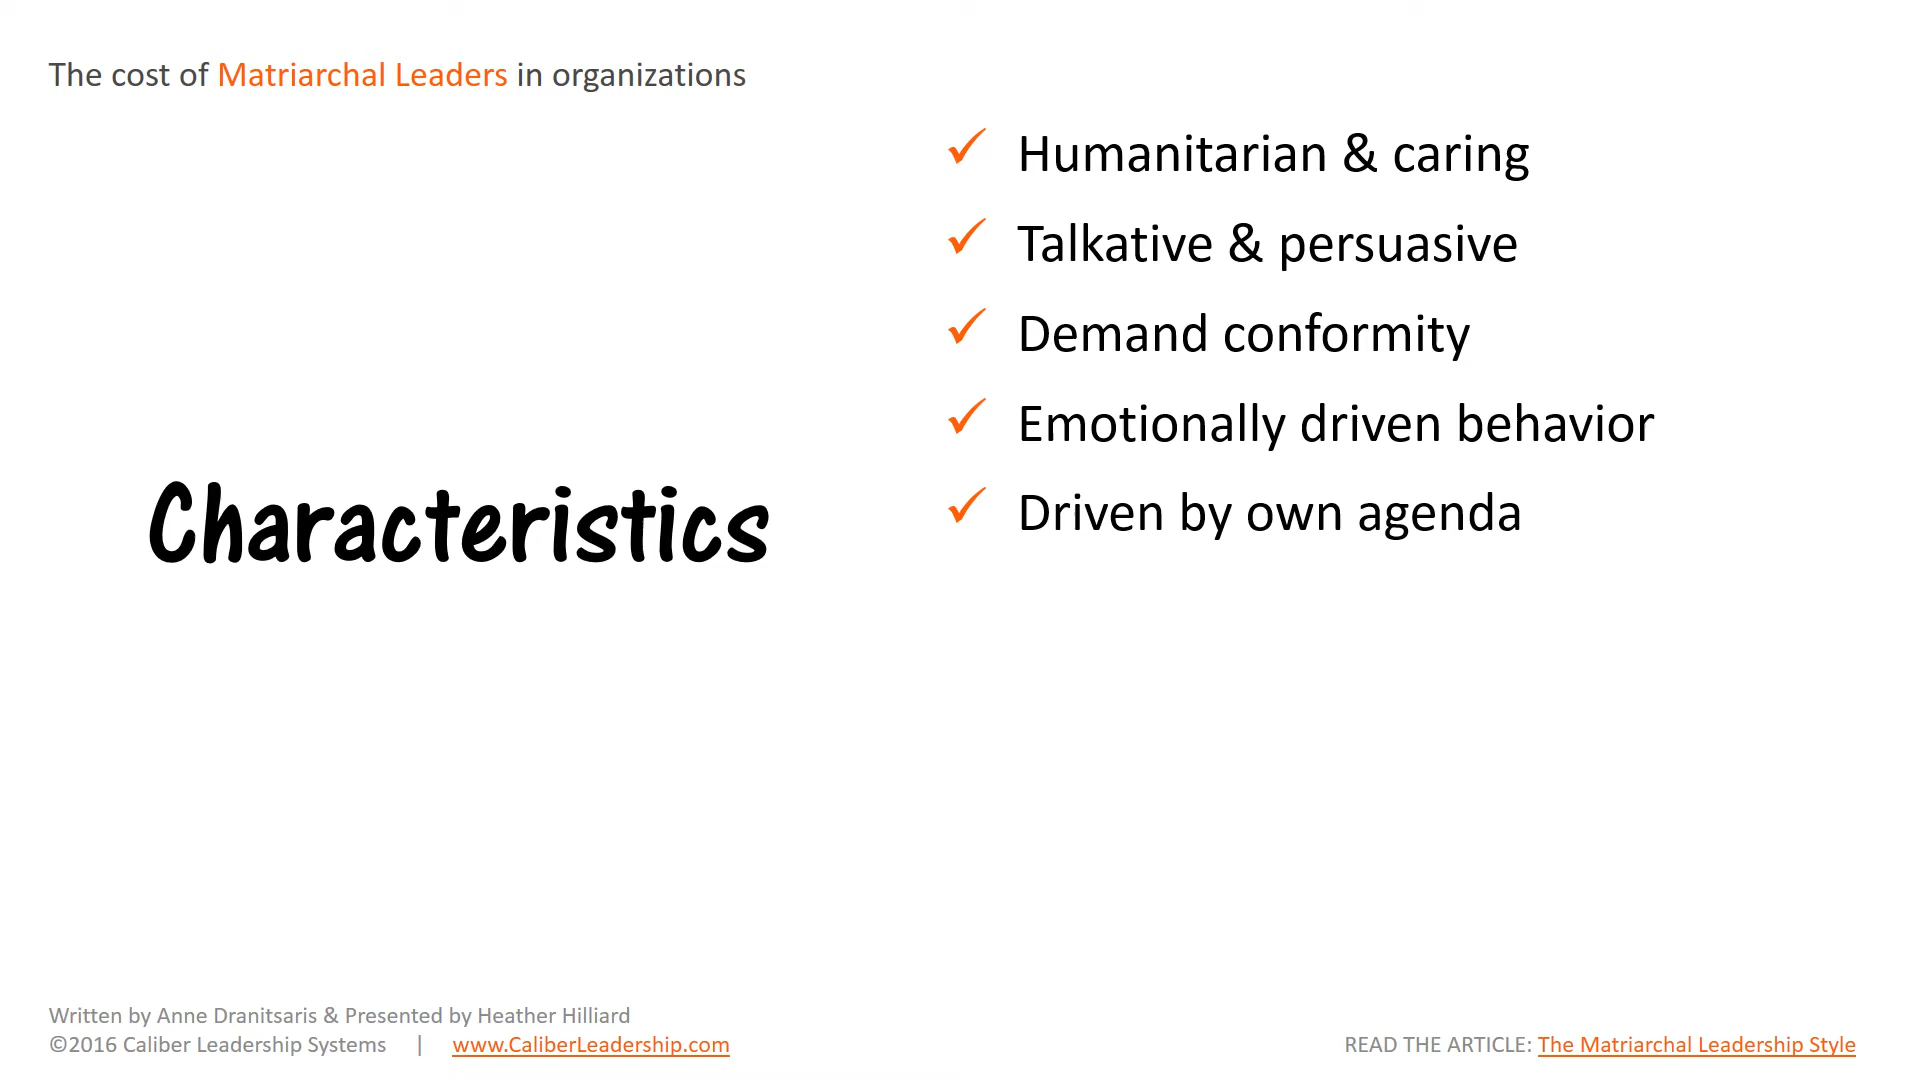 The cost of Matriarchal Leaders in organizations
Humanitarian & caring
Talkative & persuasive
Demand conformity
Emotionally driven behavior
Driven by own agenda
Characteristics
Written by Anne Dranitsaris & Presented by Heather Hilliard
©2016 Caliber Leadership Systems | www.CaliberLeadership.com
READ THE ARTICLE: The Matriarchal Leadership Style